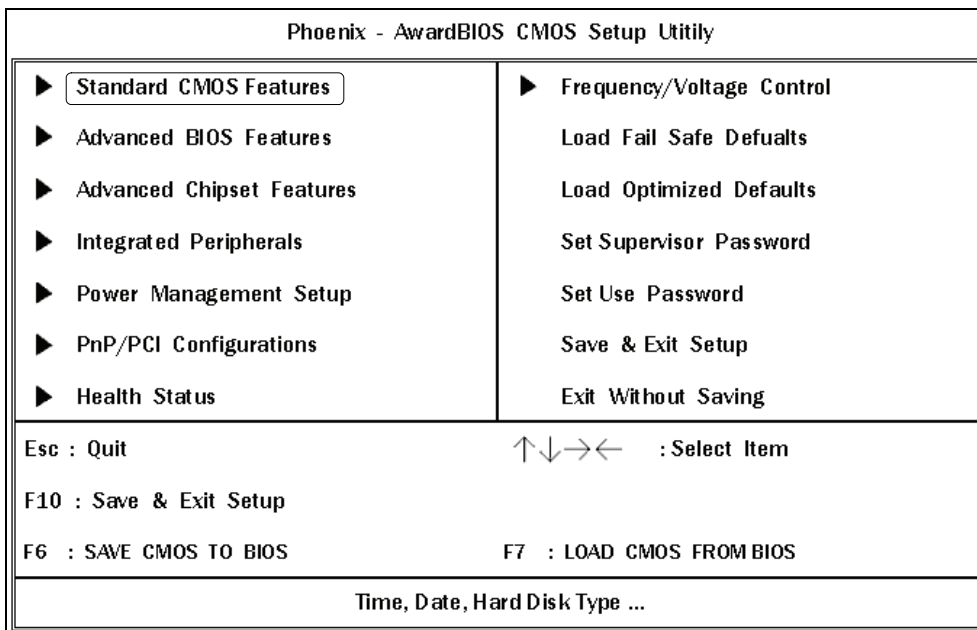 Phoenix - AwardBIOS CMOS Setup Utitily
▶ Standard CMOS Features
▶ Advanced BIOS Features
▶ Advanced Chipset Features
▶ Integrated Peripherals
▶ Power Management Setup
▶ PnP/PCI Configurations
▶ Health Status
▶ Frequency/Voltage Control
Load Fail Safe Defualts
Load Optimized Defaults
Set Supervisor Password
Set Use Password
Save & Exit Setup
Exit Without Saving
Esc : Quit
↑↓→← : Select Item
F10 : Save & Exit Setup
F6 : SAVE CMOS TO BIOS
F7 : LOAD CMOS FROM BIOS
Time, Date, Hard Disk Type ...